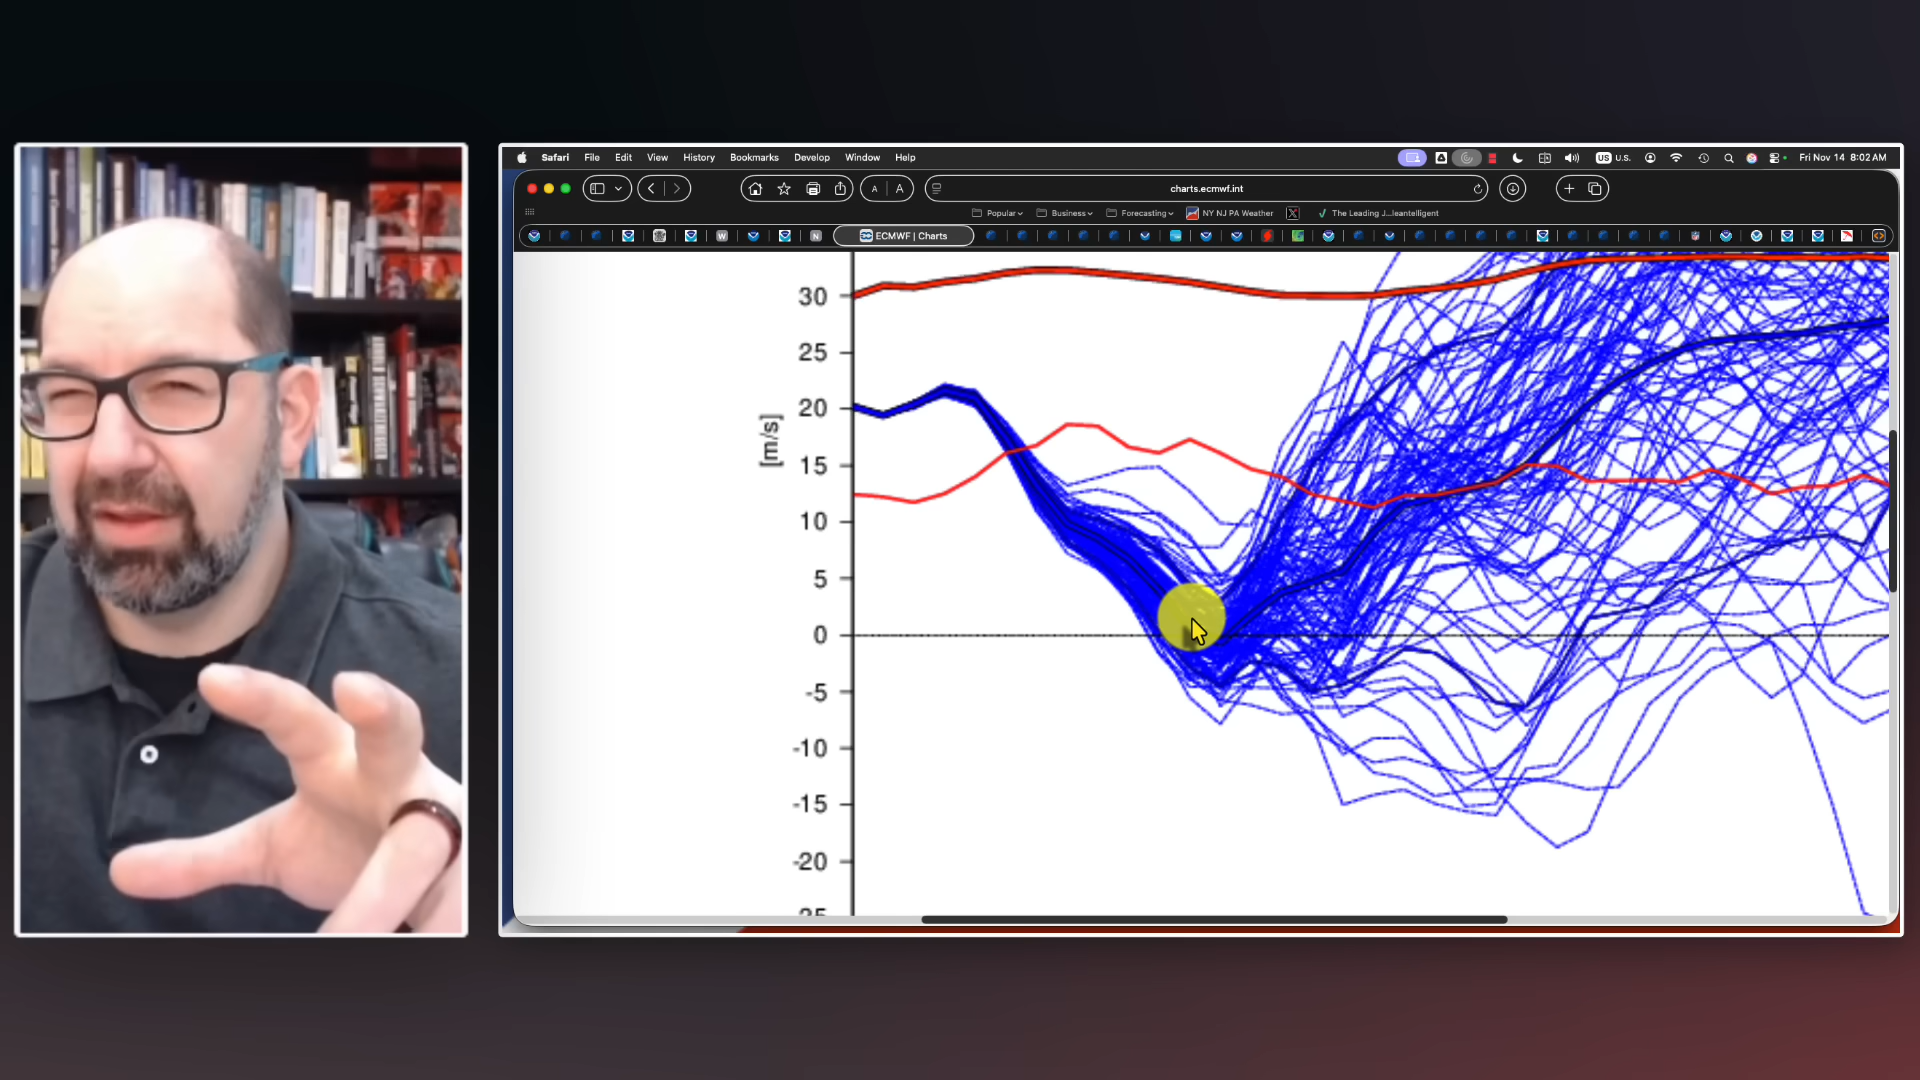 Safari File Edit View History Bookmarks Develop Window Help
US U.S.
Fri Nov 14 8:02 AM
A A
charts.ecmwf.int
Popular
Business
Forecasting
NY NJ PA Weather
The Leading J...leantelligent
W
N
ECMWF | Charts
30
25
20
15
10
5
0
-5
-10
-15
-20
[m/s]